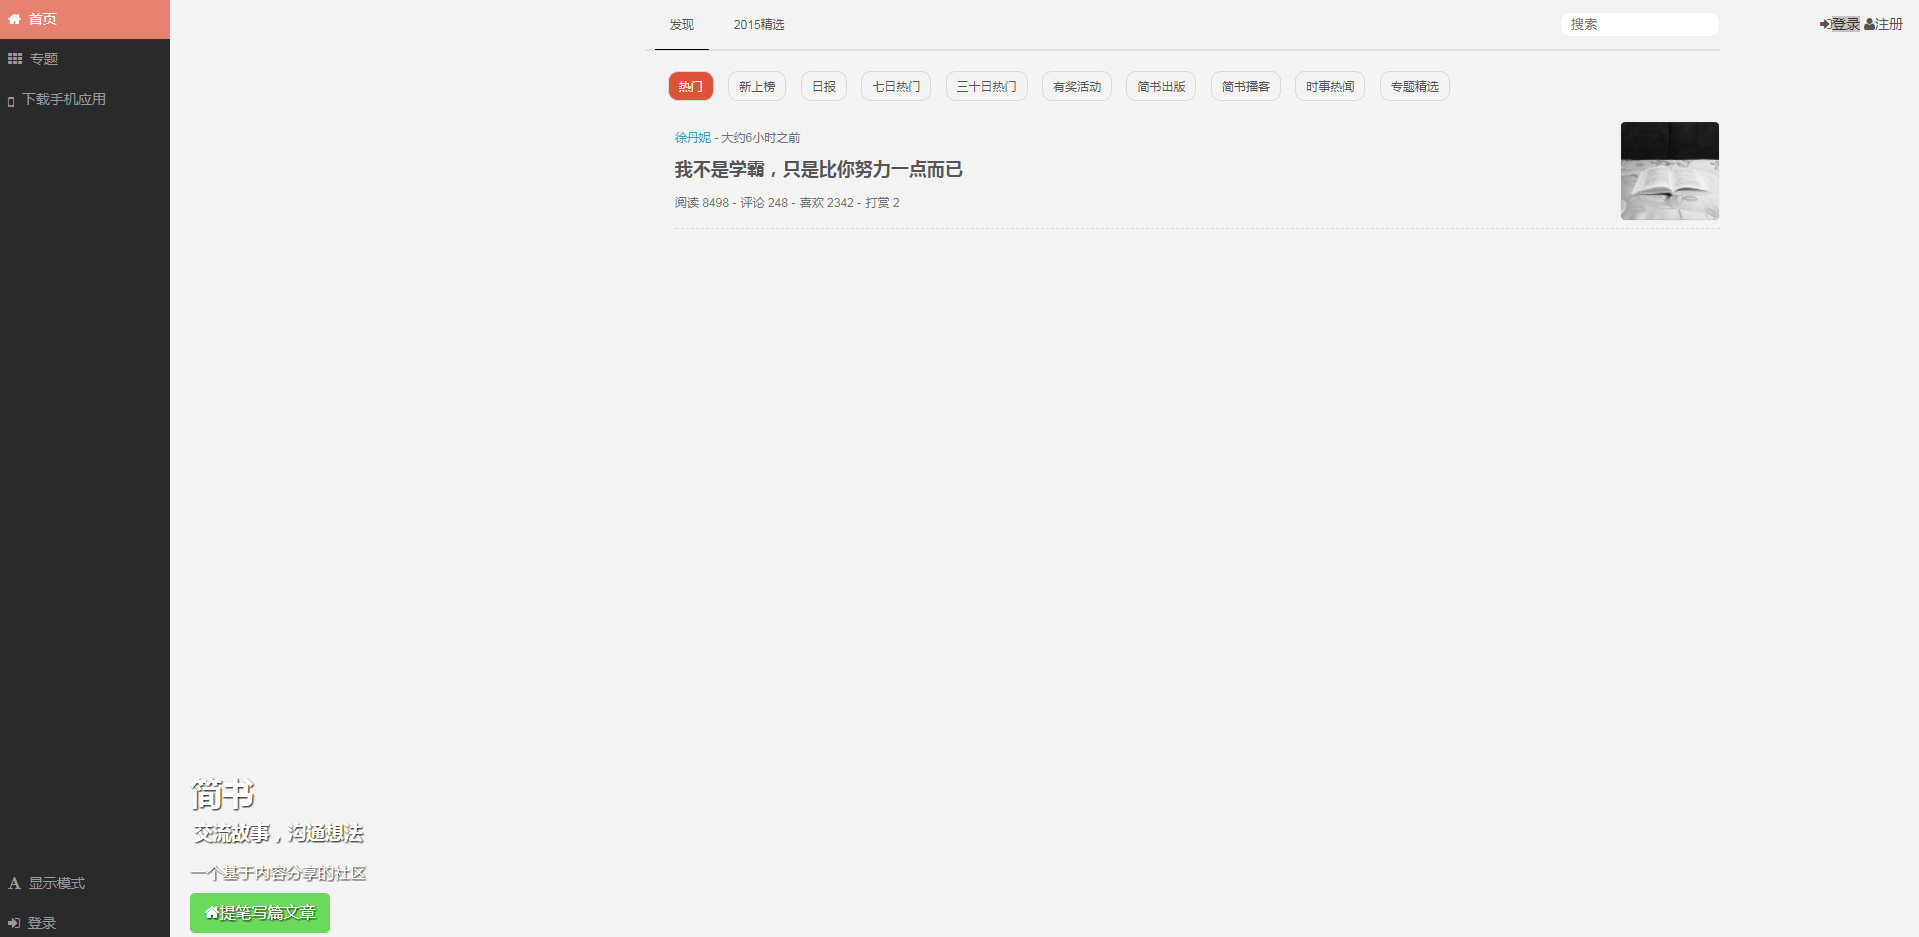 首页
专题
下载手机应用
显示模式
登录
发现 2015精选 搜索 登录 注册
热门 新上榜 日报 七日热门 三十日热门 有奖活动 简书出版 简书播客 时事热闻 专题精选
徐丹妮 - 大约6小时之前
我不是学霸，只是比你努力一点而已
阅读 8498 - 评论 248 - 喜欢 2342 - 打赏 2
简书
交流故事，沟通想法
一个基于内容分享的社区
提笔写篇文章